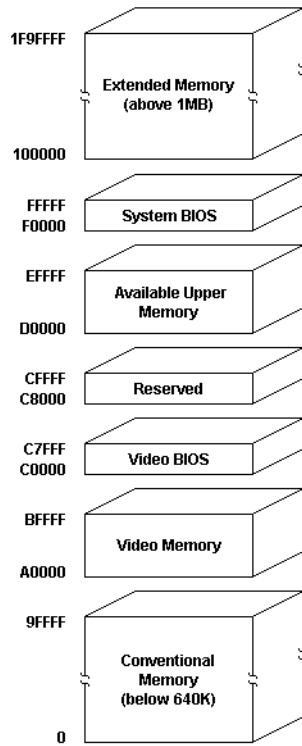 1F9FFFF
Extended Memory
(above 1MB)
100000
FFFFF
System BIOS
F0000
EFFFF
Available Upper
Memory
D0000
CFFFF
Reserved
C8000
C7FFF
Video BIOS
C0000
BFFFF
Video Memory
A0000
9FFFF
Conventional
Memory
(below 640K)
0